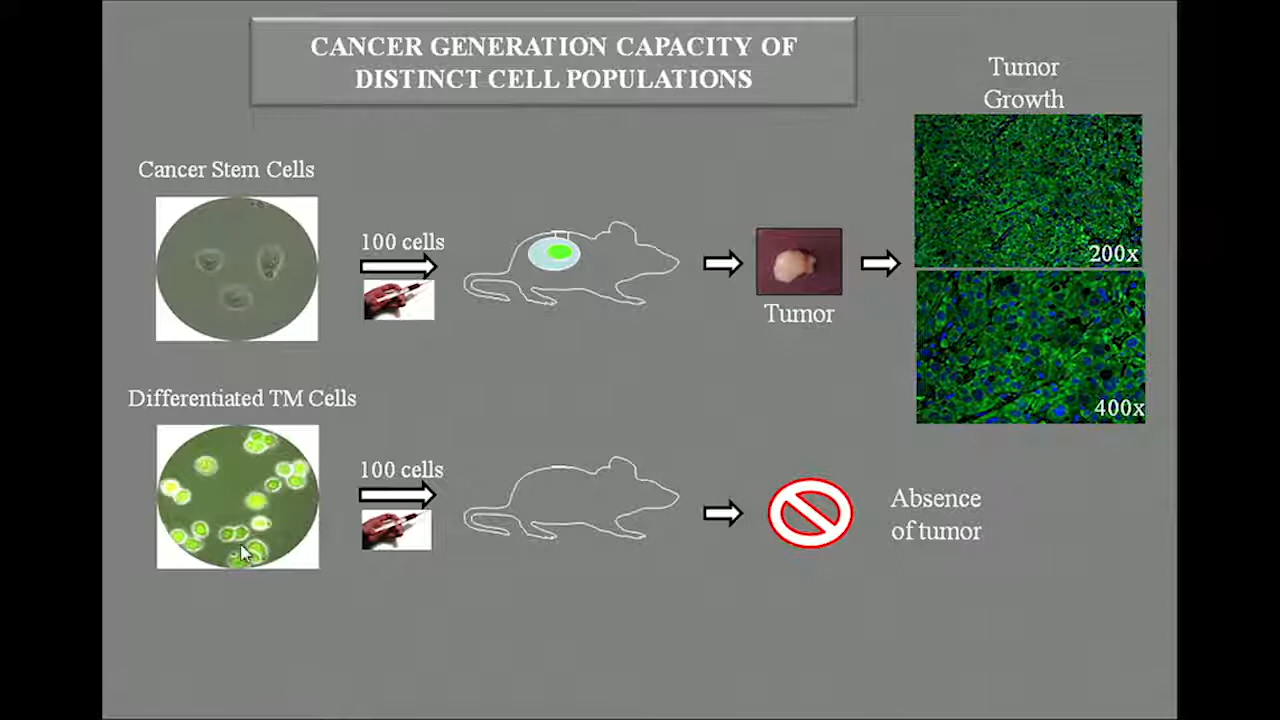 CANCER GENERATION CAPACITY OF
DISTINCT CELL POPULATIONS
Tumor
Growth
Cancer Stem Cells
100 cells
200x
Tumor
400x
Differentiated TM Cells
100 cells
Absence
of tumor